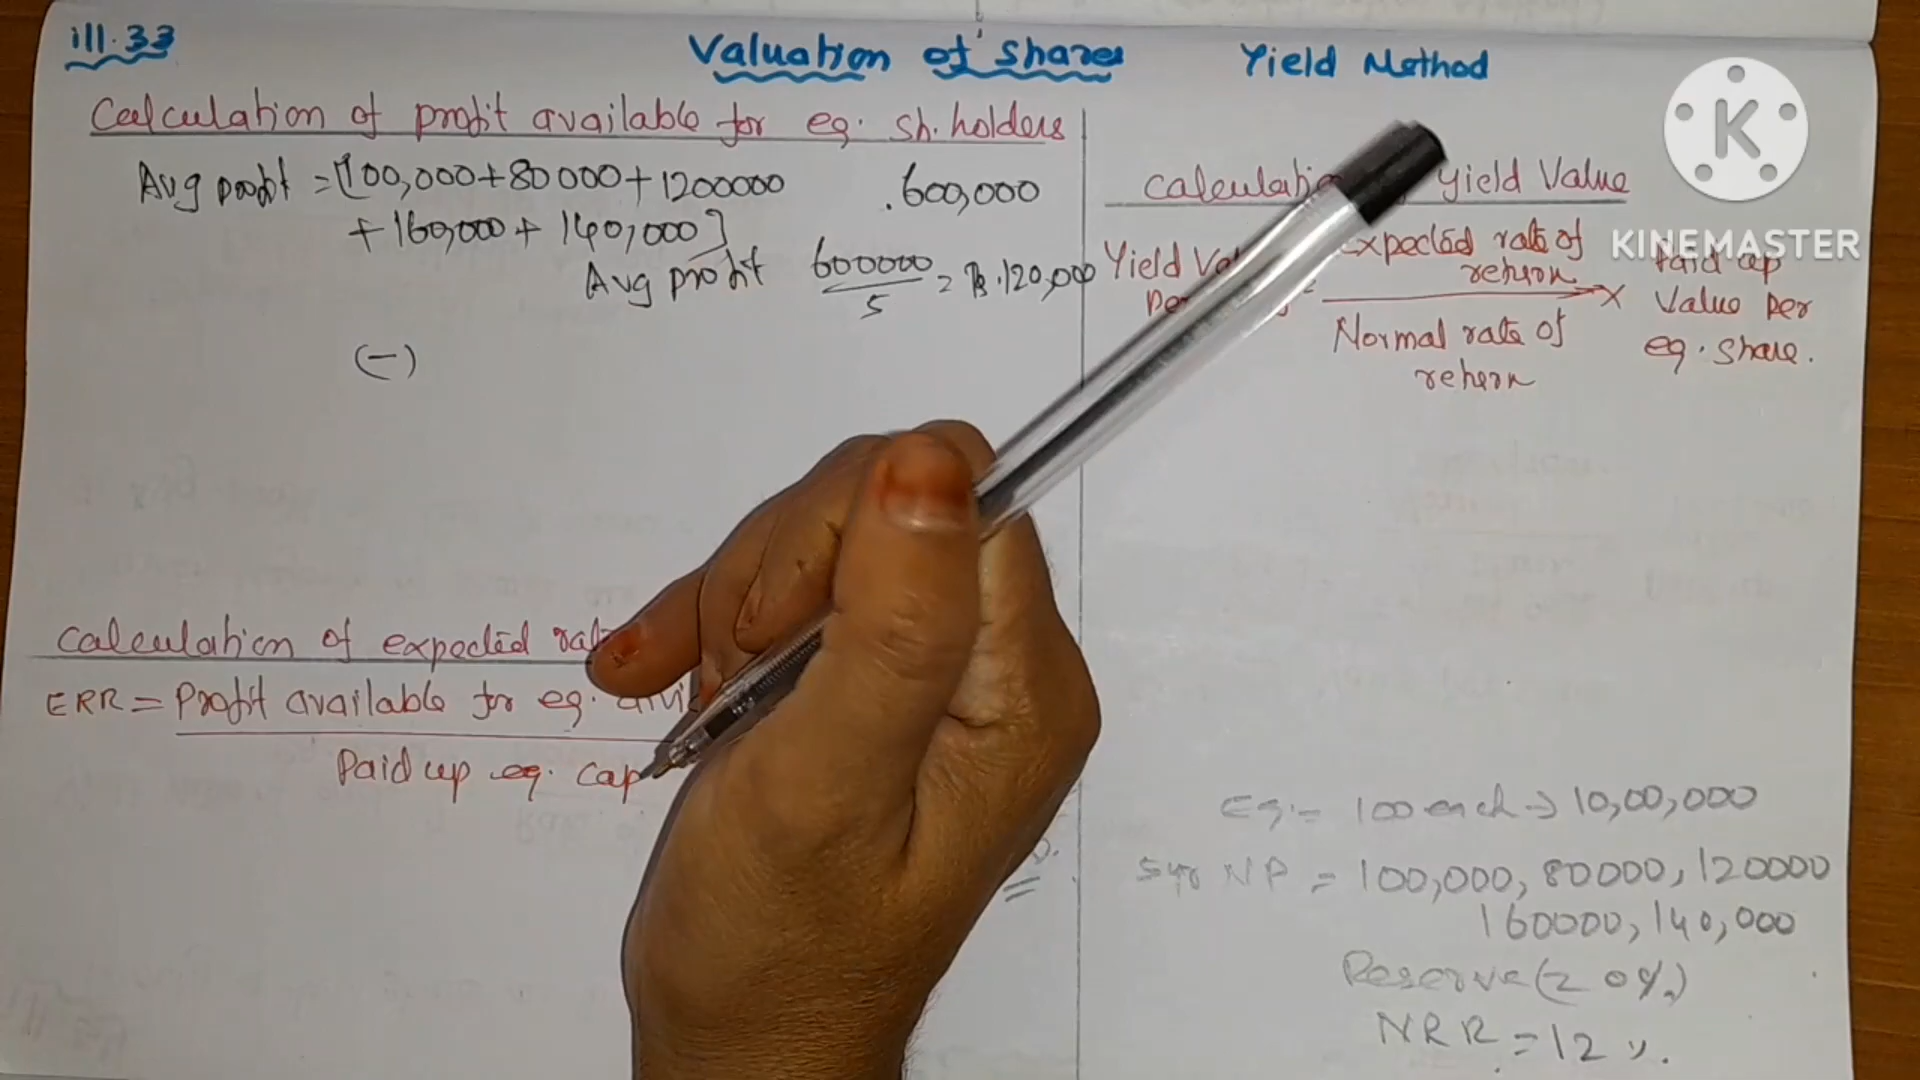 ill.33
Valuation of Shares Yield Method
Calculation of profit available for eq. sh. holders
Avg profit = [100,000+80000+1200000 .600,000
+160,000+ 140,000]
Avg profit 600000
5
= Rs.120,000
(-)
Calculation of expected
ERR = Profit available for eq.
Paid up eq. Cap
Yield Value
Expected rate of
return
Normal rate of
return
×
Paid up
Value per
eq. Share.
Eq. = 100 each → 10,00,000
5yr NP = 100,000, 80000, 120000
160000, 140,000
Reserve (20%)
NRR = 12%.
K
KINEMASTER